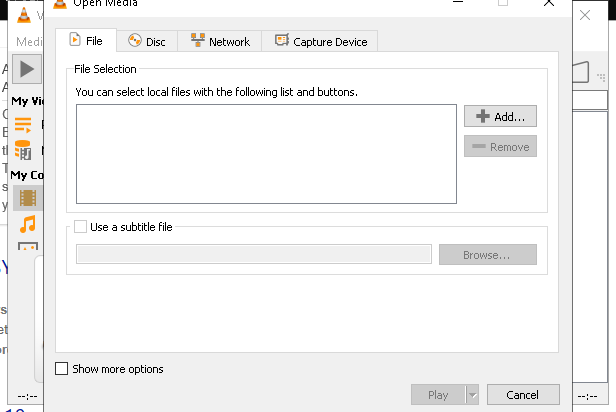 Open Media
Medi
File
Disc
Network
Capture Device
File Selection
You can select local files with the following list and buttons.
Add...
Remove
My Vi
My Co
Use a subtitle file
Browse...
Show more options
Play
Cancel
--:--
--:--